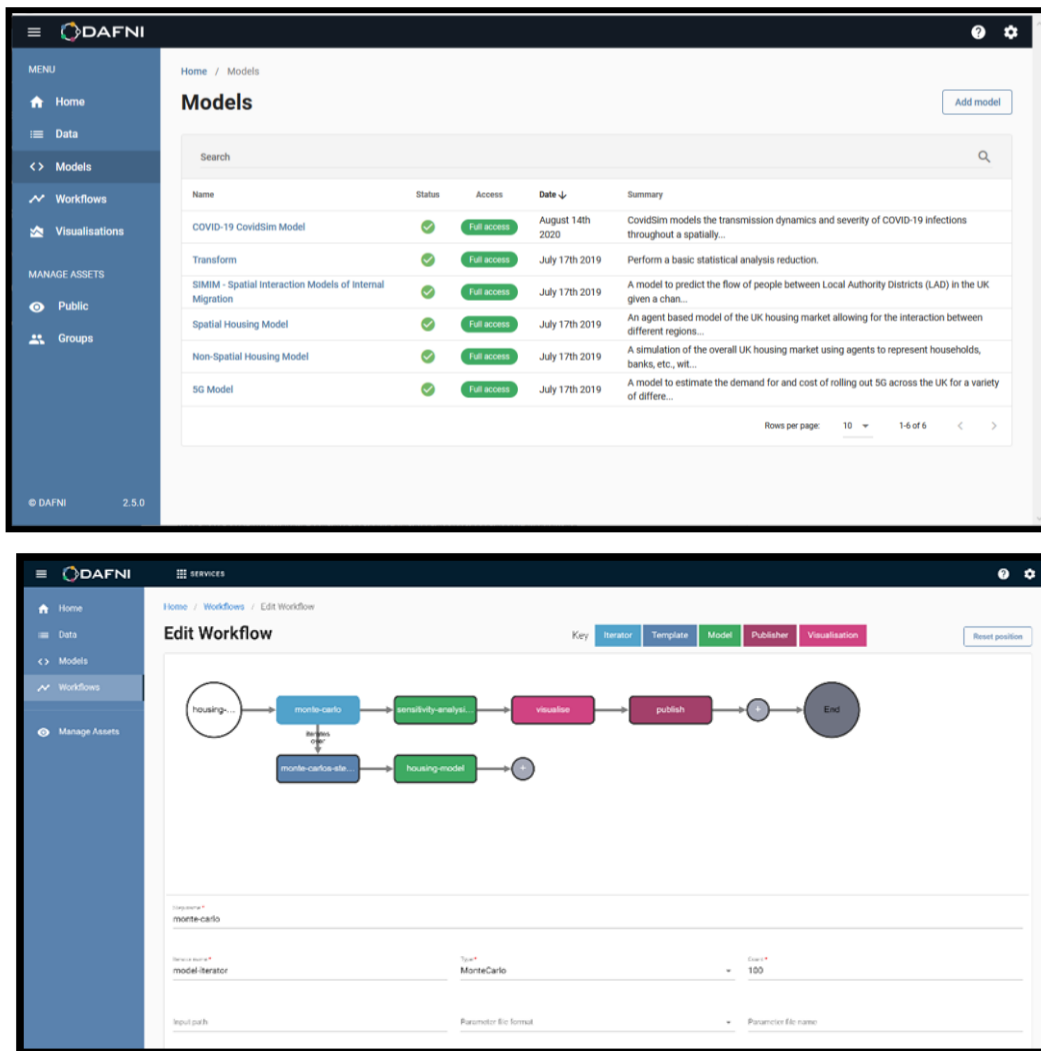 DAFNI
MENU
Home
Data
Models
Workflows
Visualisations
MANAGE ASSETS
Public
Groups
© DAFNI 2.5.0
Home / Models
Models
Add model
Search
Name Status Access Date Summary
COVID-19 CovidSim Model Full access August 14th 2020 CovidSim models the transmission dynamics and severity of COVID-19 infections
throughout a spatially...
Transform Full access July 17th 2019 Perform a basic statistical analysis reduction.
SIMIM - Spatial Interaction Models of Internal
Migration Full access July 17th 2019 A model to predict the flow of people between Local Authority Districts (LAD) in the UK
given a chan...
Spatial Housing Model Full access July 17th 2019 An agent based model of the UK housing market allowing for the interaction between
different regions...
Non-Spatial Housing Model Full access July 17th 2019 A simulation of the overall UK housing market using agents to represent households,
banks, etc., wit...
5G Model Full access July 17th 2019 A model to estimate the demand for and cost of rolling out 5G across the UK for a variety
of differe...
Rows per page: 10 1-6 of 6
DAFNI SERVICES
Home
Data
Models
Workflows
Manage Assets
Home / Workflows / Edit Workflow
Edit Workflow
Key Iterator Template Model Publisher Visualisation
Reset position
housing-... monte-carlo sensitivity-analysi... visualise publish + End
iterates
over
monte-carlos-ste... housing-model +
monte-carlo
model-iterator
Type *
MonteCarlo
Count *
100
Input path Parameter file format Parameter file name